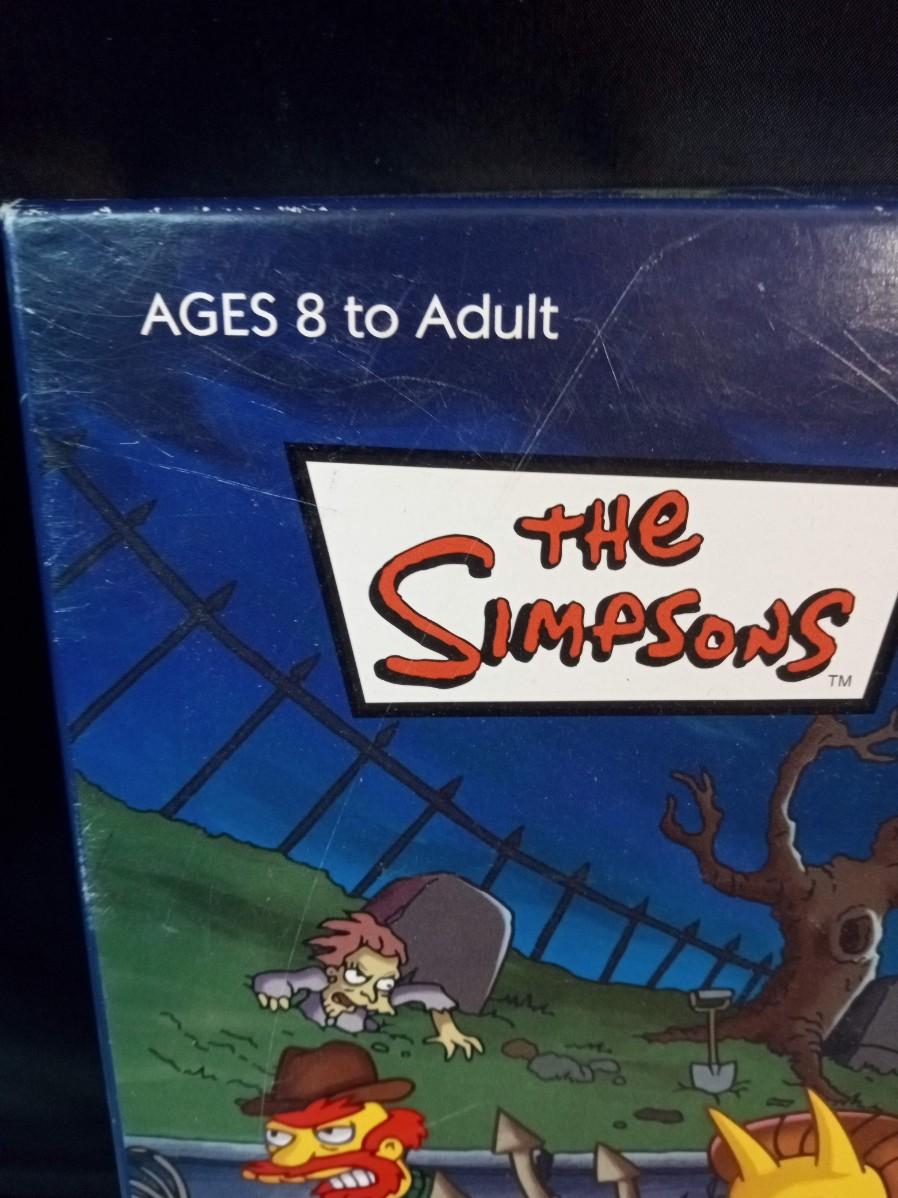 AGES 8 to Adult
THE
SIMPSONS
TM